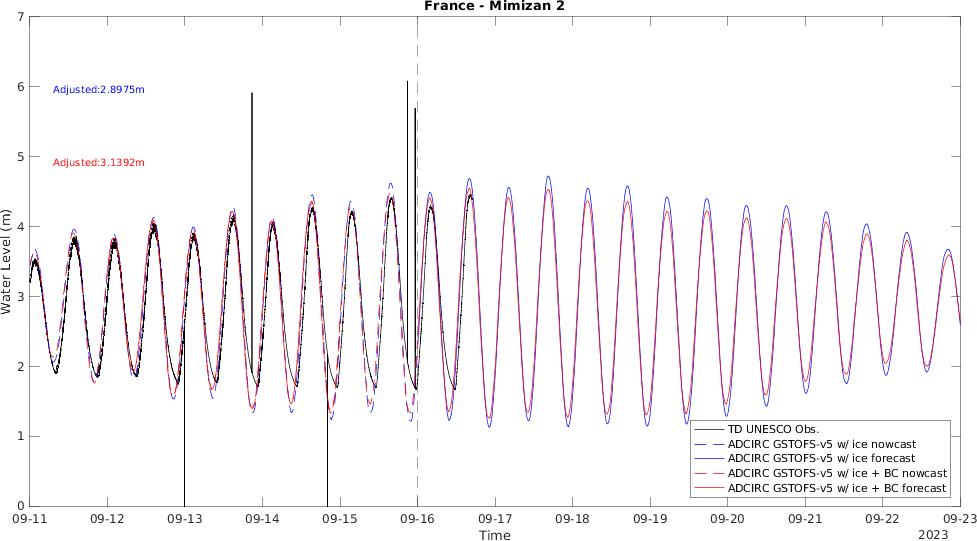 France - Mimizan 2
7
6
5
4
3
2
1
0
Water Level (m)
Adjusted:2.8975m
Adjusted:3.1392m
TD UNESCO Obs.
ADCIRC GSTOFS-v5 w/ ice nowcast
ADCIRC GSTOFS-v5 w/ ice forecast
ADCIRC GSTOFS-v5 w/ ice + BC nowcast
ADCIRC GSTOFS-v5 w/ ice + BC forecast
09-11 09-12 09-13 09-14 09-15 09-16 09-17 09-18 09-19 09-20 09-21 09-22 09-23
Time
2023